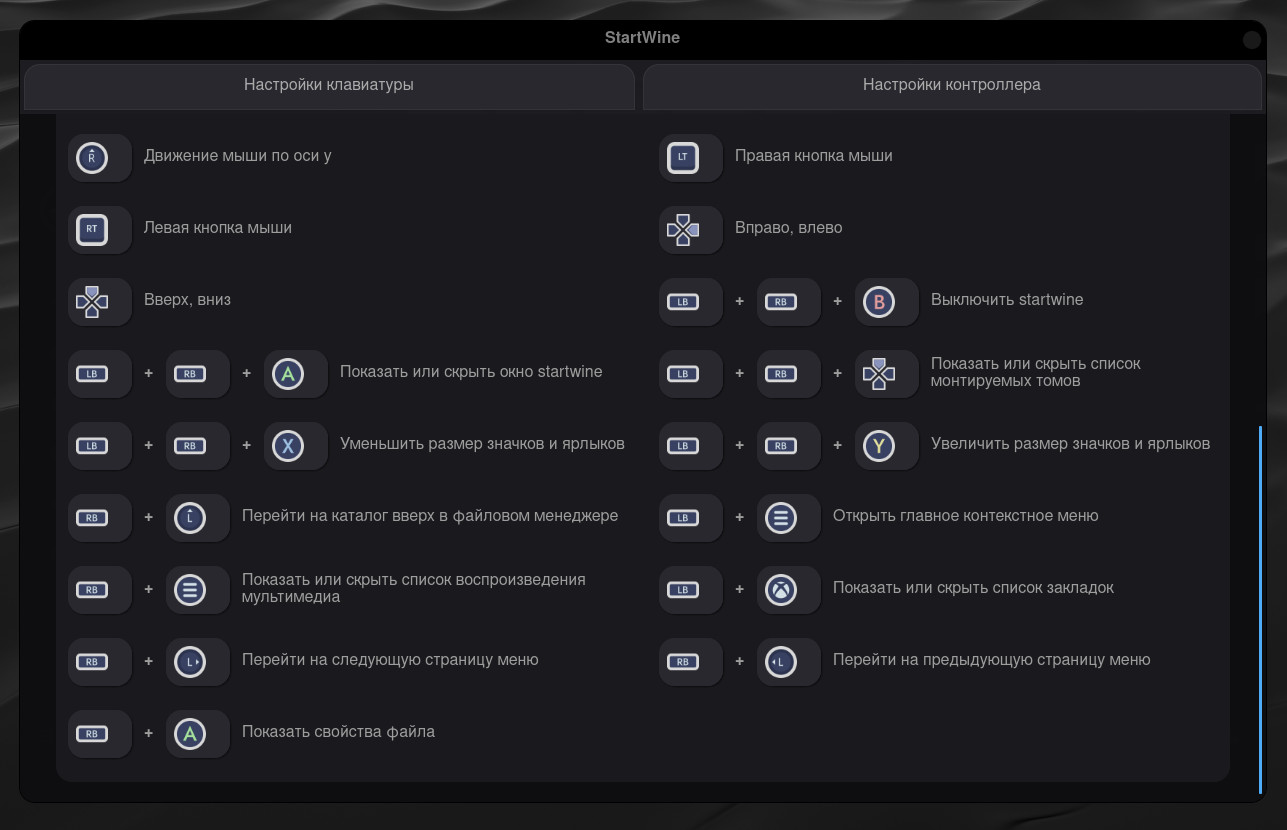 StartWine
Настройки клавиатуры
Настройки контроллера
R Движение мыши по оси y
LT Правая кнопка мыши
RT Левая кнопка мыши
Вправо, влево
Вверх, вниз
LB + RB + B Выключить startwine
LB + RB + A Показать или скрыть окно startwine
LB + RB + Показать или скрыть список
монтируемых томов
LB + RB + X Уменьшить размер значков и ярлыков
LB + RB + Y Увеличить размер значков и ярлыков
RB + L Перейти на каталог вверх в файловом менеджере
LB + Открыть главное контекстное меню
RB + Показать или скрыть список воспроизведения
мультимедиа
LB + Показать или скрыть список закладок
RB + L Перейти на следующую страницу меню
RB + L Перейти на предыдующую страницу меню
RB + A Показать свойства файла